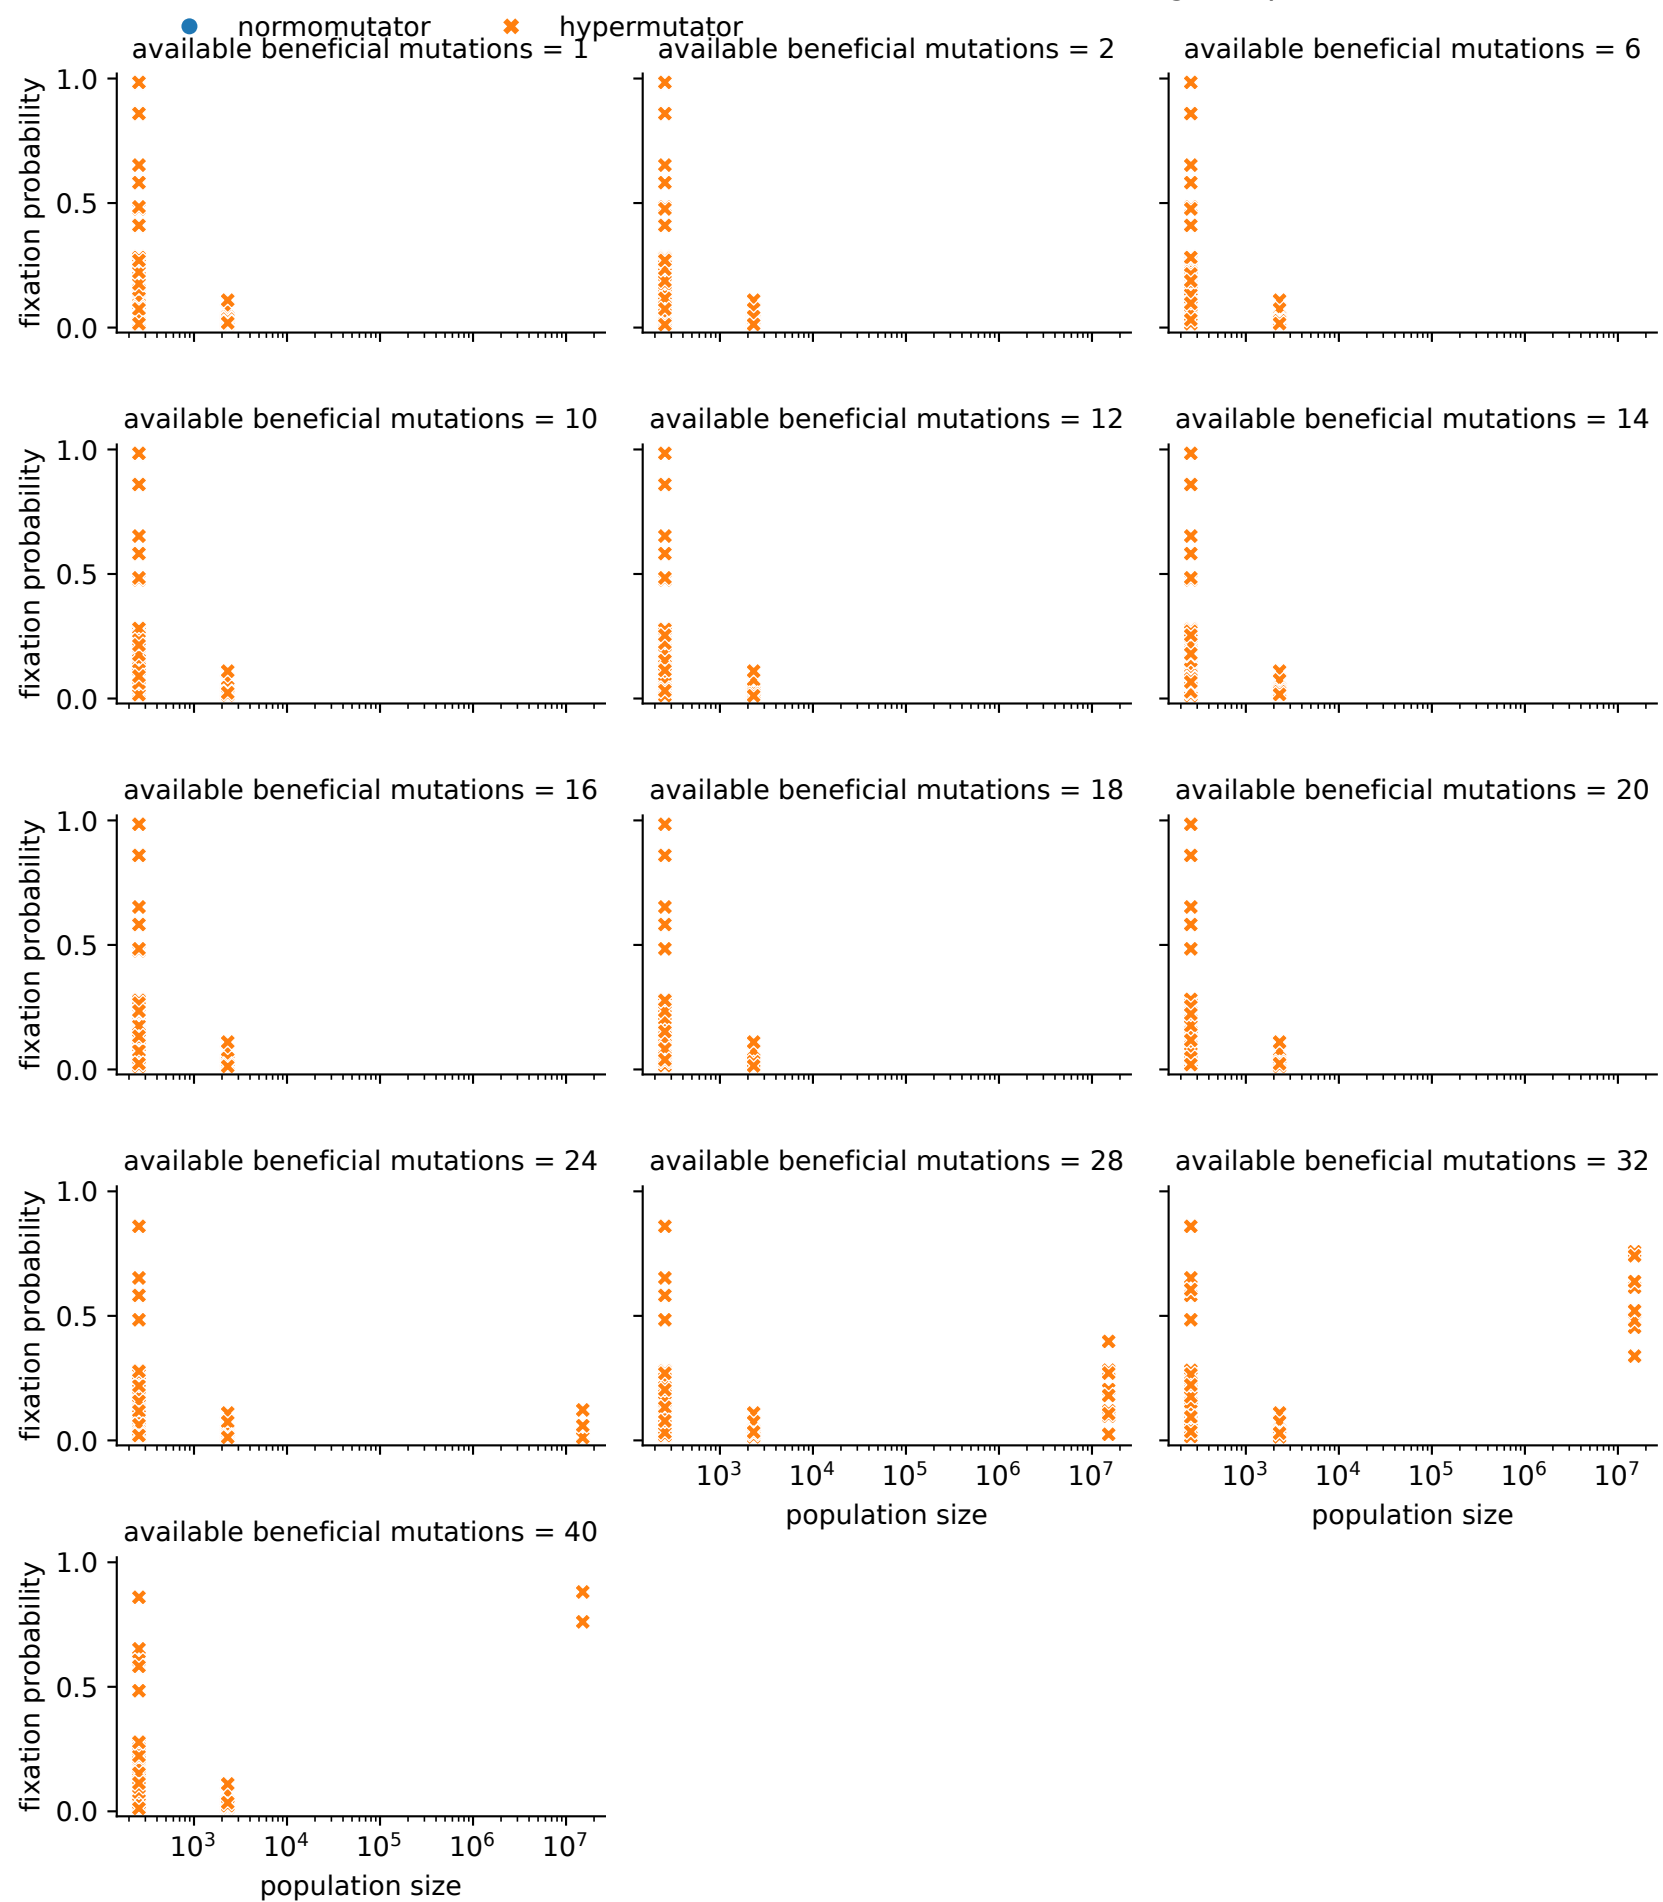 normomutator hypermutator
available beneficial mutations = 1 available beneficial mutations = 2 available beneficial mutations = 6
1.0
0.5
0.0
fixation probability
available beneficial mutations = 10 available beneficial mutations = 12 available beneficial mutations = 14
1.0
0.5
0.0
fixation probability
available beneficial mutations = 16 available beneficial mutations = 18 available beneficial mutations = 20
1.0
0.5
0.0
fixation probability
available beneficial mutations = 24 available beneficial mutations = 28 available beneficial mutations = 32
1.0
0.5
0.0
fixation probability
10³ 10⁴ 10⁵ 10⁶ 10⁷ 10³ 10⁴ 10⁵ 10⁶ 10⁷
population size population size
available beneficial mutations = 40
1.0
0.5
0.0
fixation probability
10³ 10⁴ 10⁵ 10⁶ 10⁷
population size